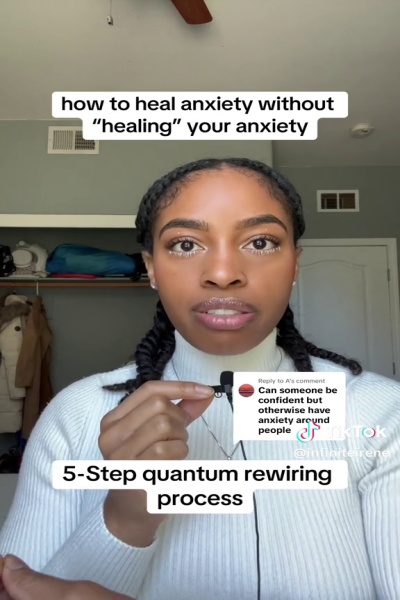 how to heal anxiety without
“healing” your anxiety
Reply to A's comment
Can someone be
confident but
otherwise have
anxiety around
people
TikTok
@infiniteirene
5-Step quantum rewiring
process